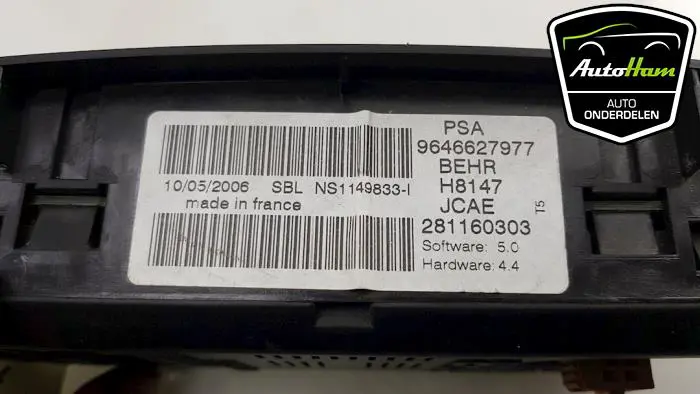 10/05/2006 SBL NS1149833-I
made in france
PSA
9646627977
BEHR
H8147
JCAE
281160303
Software: 5.0
Hardware: 4.4
T5
AutoHam
AUTO
ONDERDELEN